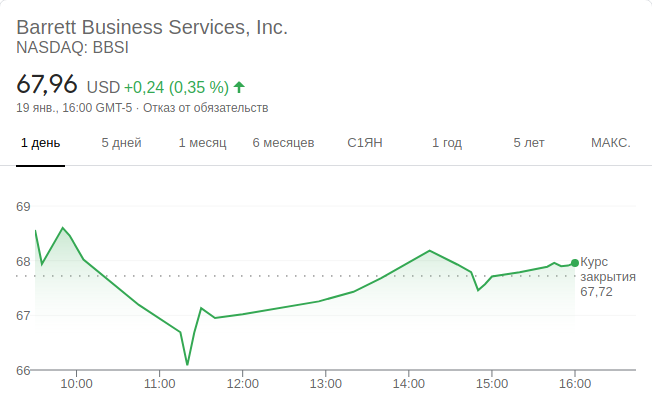 Barrett Business Services, Inc.
NASDAQ: BBSI
67,96 USD +0,24 (0,35 %)
19 янв., 16:00 GMT-5 · Отказ от обязательств
1 день 5 дней 1 месяц 6 месяцев С1ЯН 1 год 5 лет МАКС.
69
68
67
66
Курс
закрытия
67,72
10:00 11:00 12:00 13:00 14:00 15:00 16:00